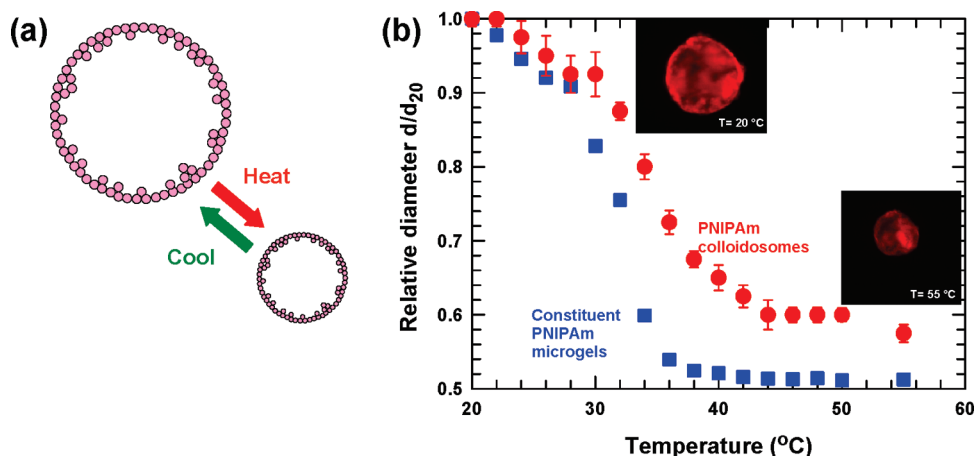 (a)
Heat
Cool
(b)
Relative diameter d/d20
1.0
0.9
0.8
0.7
0.6
0.5
T= 20 °C
PNIPAm
colloidosomes
T= 55 °C
Constituent
PNIPAm
microgels
20
30
40
50
60
Temperature (°C)